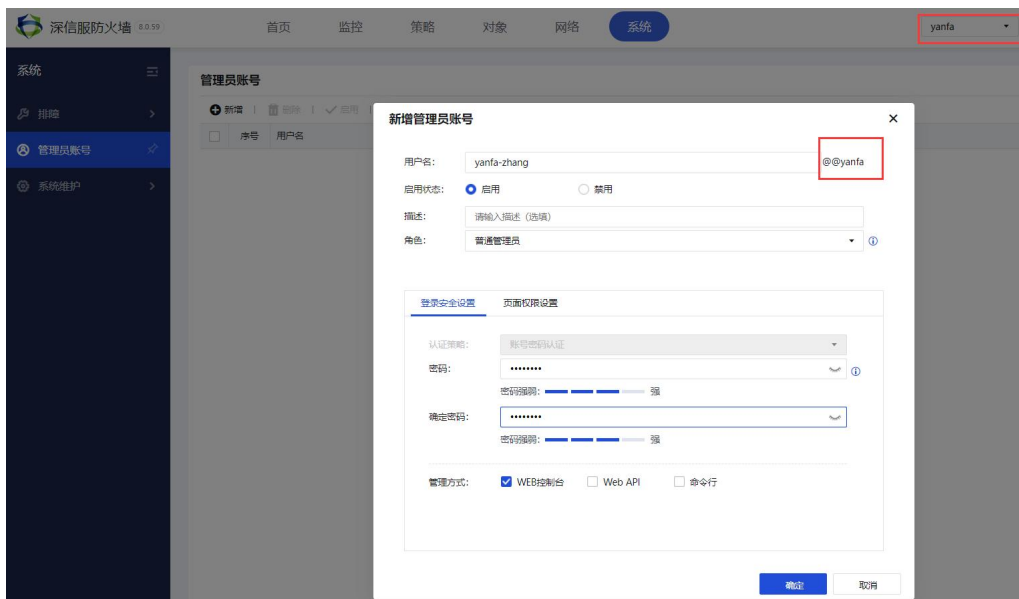 深信服防火墙 8.0.59 首页 监控 策略 对象 网络 系统 yanfa
系统
管理员账号
排障
新增 删除 启用
新增管理员账号
序号 用户名
管理员账号
用户名: yanfa-zhang @@yanfa
系统维护
启用状态: 启用 禁用
描述: 请输入描述（选填）
角色: 普通管理员
登录安全设置 页面权限设置
认证策略: 账号密码认证
密码: ••••••••
密码强弱: 强
确定密码: ••••••••
密码强弱: 强
管理方式: WEB控制台 Web API 命令行
确定 取消